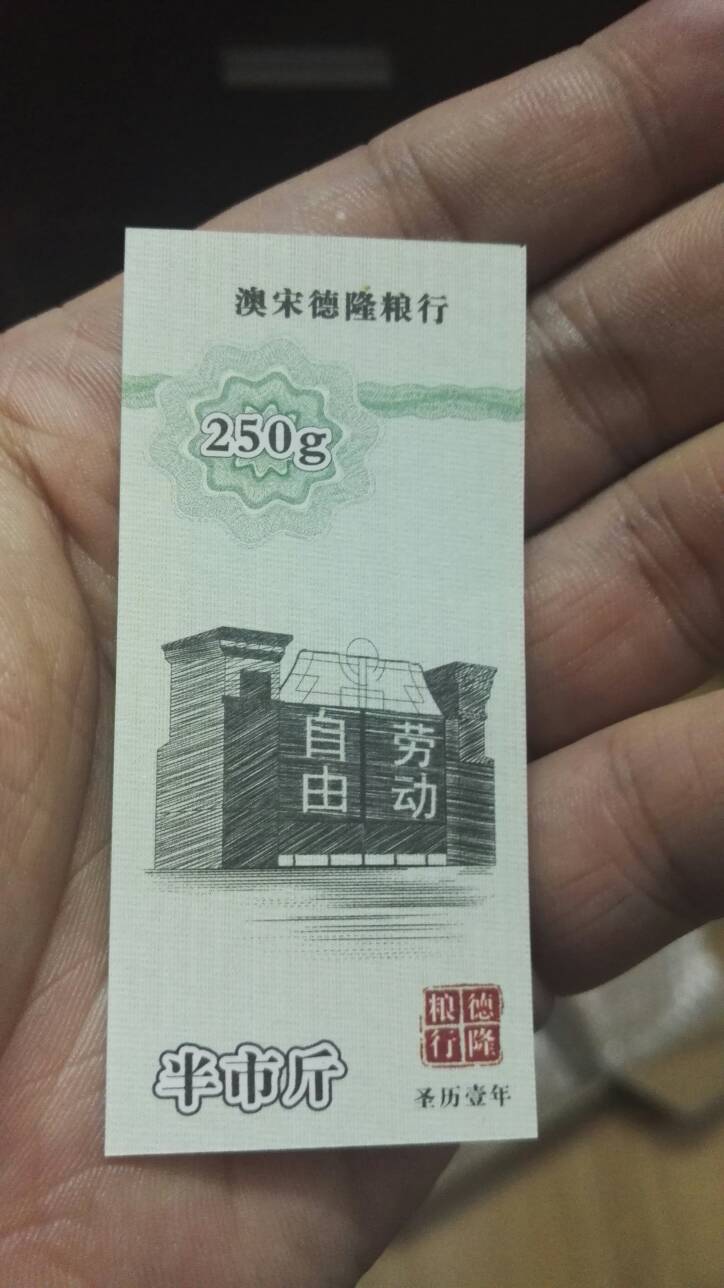 澳宋德隆粮行
250g
自由
劳动
德隆
粮行
半市斤
圣历壹年